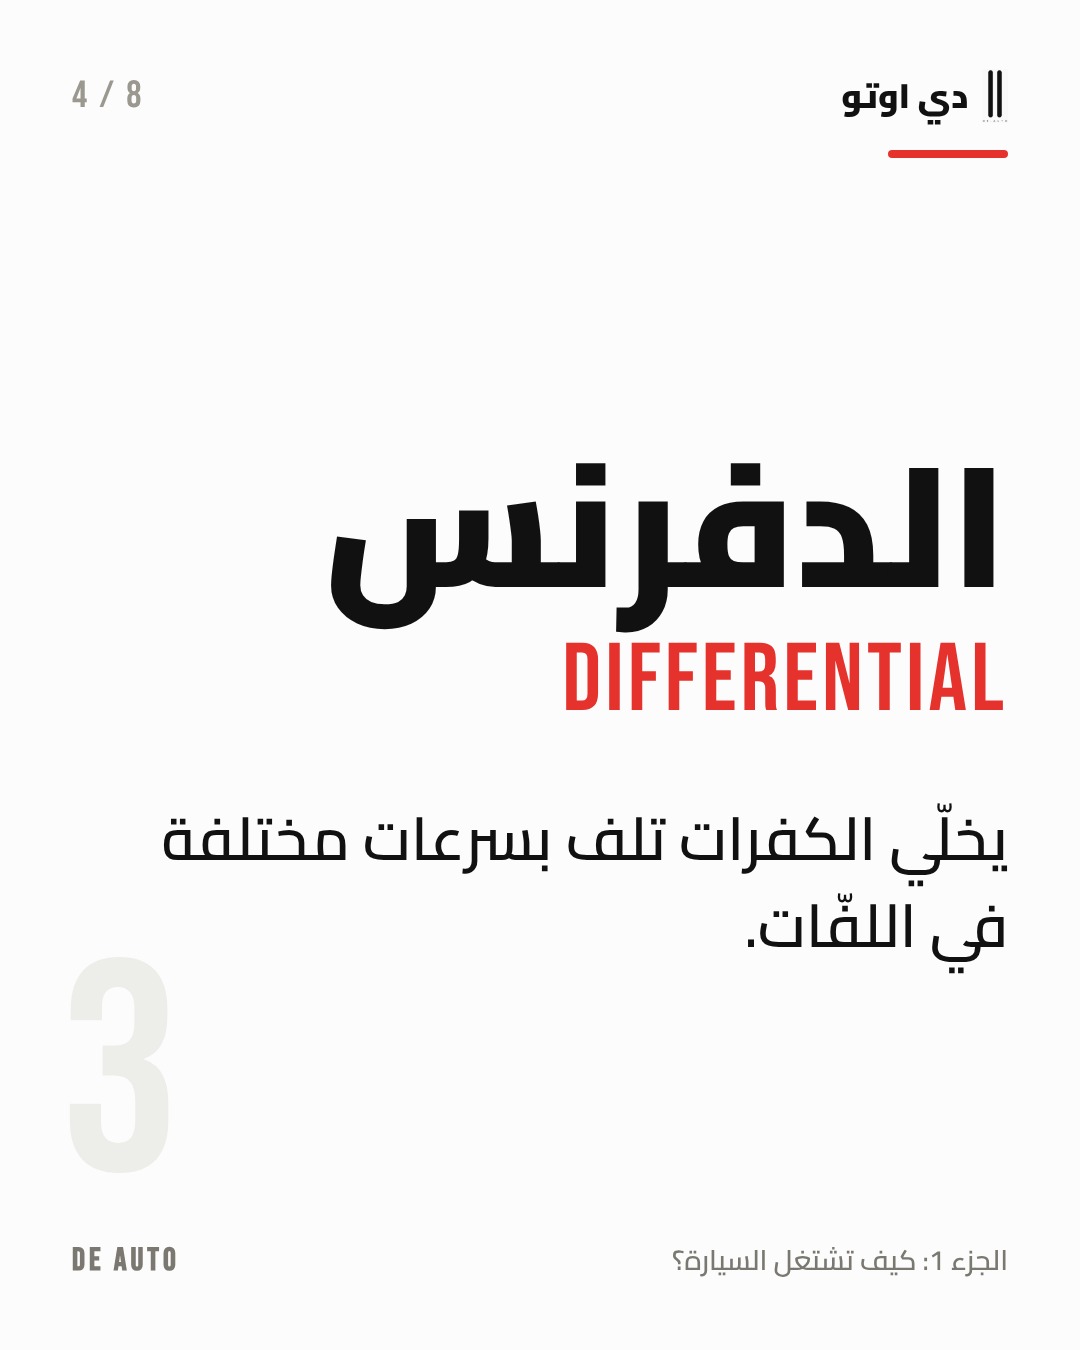 دي اوتو
4 / 8
الدفرنس
DIFFERENTIAL
يخلّي الكفرات تلف بسرعات مختلفة
في اللفّات.
3
الجزء 1: كيف تشتغل السيارة؟
DE AUTO